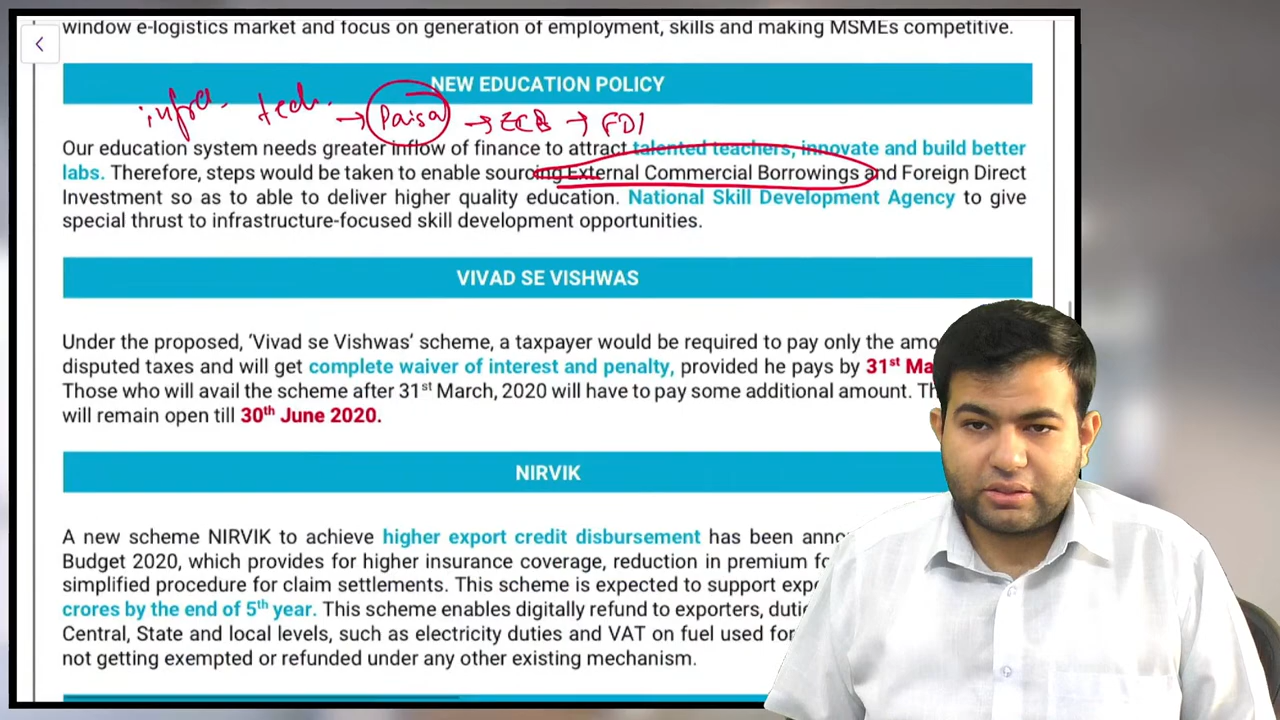 window e-logistics market and focus on generation of employment, skills and making MSMEs competitive.
NEW EDUCATION POLICY
infra. tech. → Paisa → ECB → FDI
Our education system needs greater inflow of finance to attract talented teachers, innovate and build better
labs. Therefore, steps would be taken to enable sourcing External Commercial Borrowings and Foreign Direct
Investment so as to able to deliver higher quality education. National Skill Development Agency to give
special thrust to infrastructure-focused skill development opportunities.
VIVAD SE VISHWAS
Under the proposed, ‘Vivad se Vishwas’ scheme, a taxpayer would be required to pay only the
disputed taxes and will get complete waiver of interest and penalty, provided he pays by 31st
Those who will avail the scheme after 31st March, 2020 will have to pay some additional amount.
will remain open till 30th June 2020.
NIRVIK
A new scheme NIRVIK to achieve higher export credit disbursement has been
Budget 2020, which provides for higher insurance coverage, reduction in premium
simplified procedure for claim settlements. This scheme is expected to support
crores by the end of 5th year. This scheme enables digitally refund to exporters,
Central, State and local levels, such as electricity duties and VAT on fuel used for
not getting exempted or refunded under any other existing mechanism.